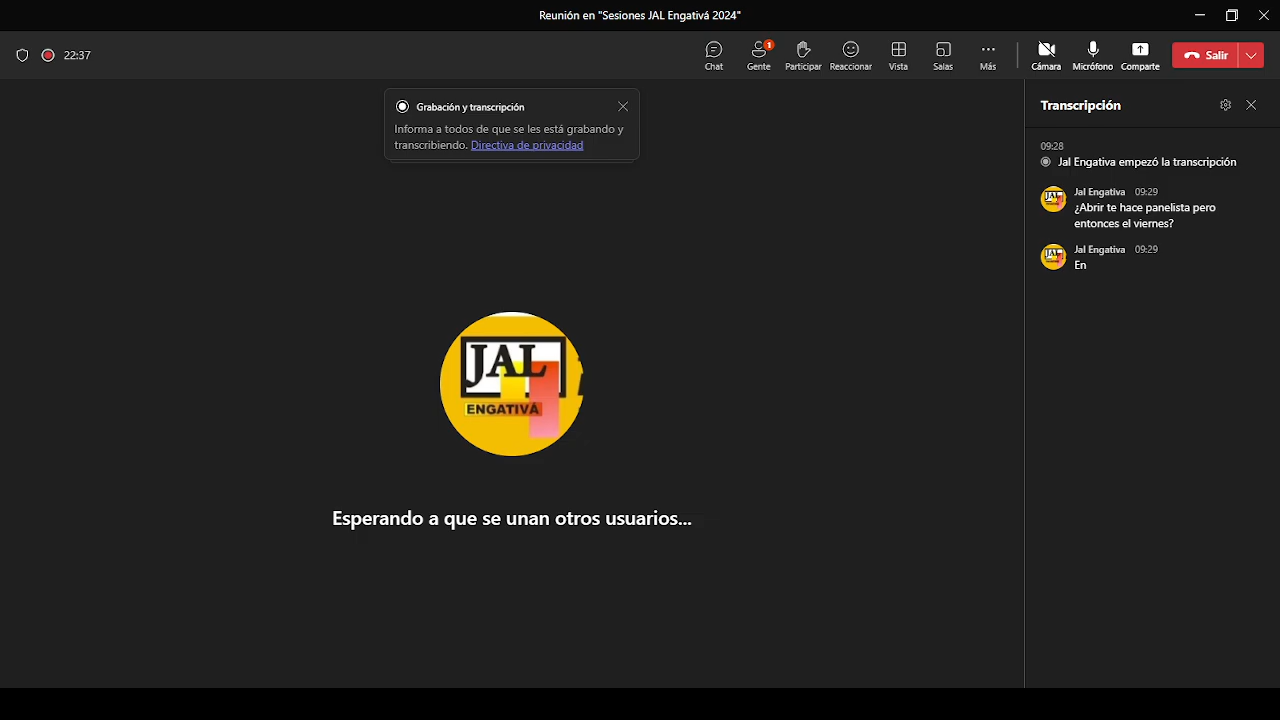 Reunión en "Sesiones JAL Engativá 2024"
22:37
Chat
1
Gente
Participar
Reaccionar
Vista
Salas
Más
Cámara
Micrófono
Comparte
Salir
Grabación y transcripción
Informa a todos de que se les está grabando y
transcribiendo. Directiva de privacidad
JAL
ENGATIVÁ
Esperando a que se unan otros usuarios...
Transcripción
09:28
Jal Engativa empezó la transcripción
Jal Engativa 09:29
¿Abrir te hace panelista pero
entonces el viernes?
Jal Engativa 09:29
En